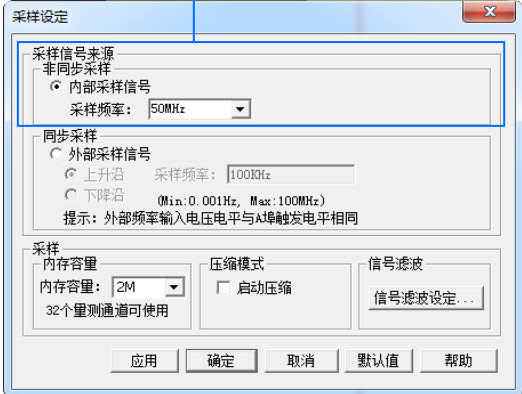 采样设定
采样信号来源
非同步采样
内部采样信号
采样频率： 50MHz
同步采样
外部采样信号
上升沿 采样频率： 100KHz
下降沿 (Min:0.001Hz, Max:100MHz)
提示：外部频率输入电压电平与A埠触发电平相同
采样
内存容量 压缩模式 信号滤波
内存容量： 2M 启动压缩 信号滤波设定...
32个量测通道可使用
应用 确定 取消 默认值 帮助